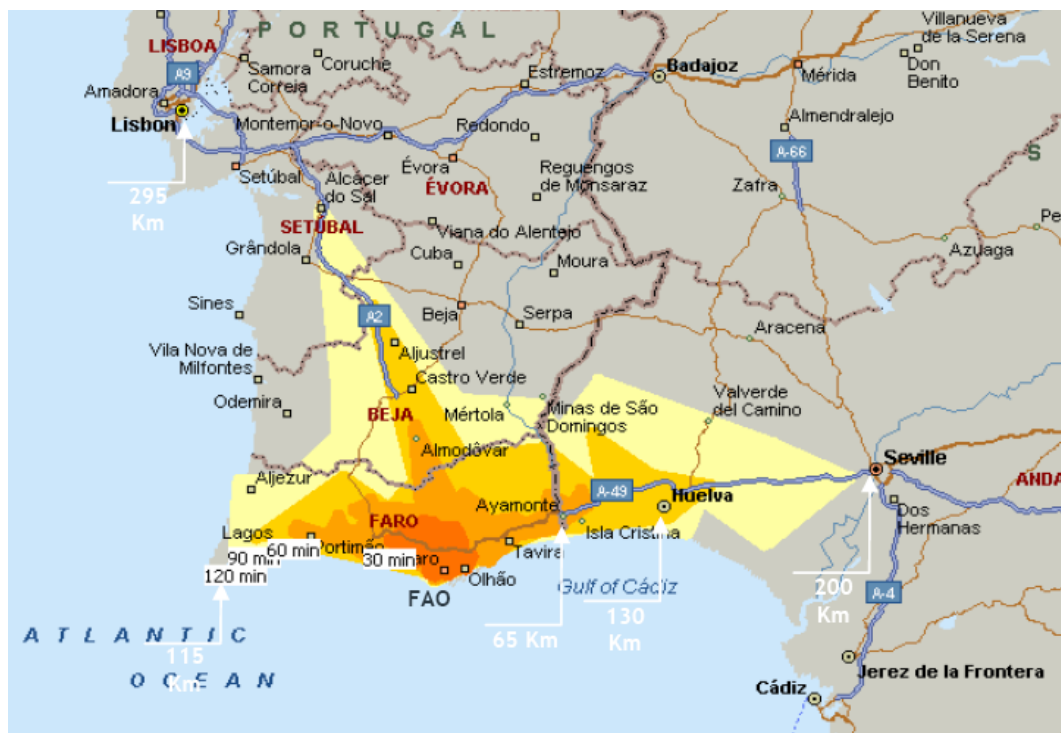 PORTUGAL
Villanueva
de la Serena
LISBOA
Coruche
Samora
Correia
A9
Estremoz
Badajoz
Mérida
Don
Benito
Amadora
Lisbon
Montemor-o-Novo
Redondo
Almendralejo
A-66
S
Setúbal
Évora
ÉVORA
Reguengos
de Monsaraz
Zafra
295
Km
Alcácer
do Sal
SETÚBAL
Viana do Alentejo
Azuaga
Pe
Grândola
Cuba
Moura
Sines
A2
Beja
Serpa
Aracena
Vila Nova de
Milfontes
Aljustrel
Castro Verde
Odemira
BEJA
Mértola
Minas de São
Domingos
Valverde
del Camino
Almodôvar
Seville
Aljezur
A-49
Huelva
ANDA
Ayamonte
Dos
Hermanas
Lagos
FARO
Isla Cristina
90 min
60 min
Portimão
30 min
aro
Tavira
120 min
Olhão
FAO
Gulf of Cádiz
200
Km
A-4
130
Km
65 Km
ATLANTIC
OCEAN
115
Km
Jerez de la Frontera
Cádiz